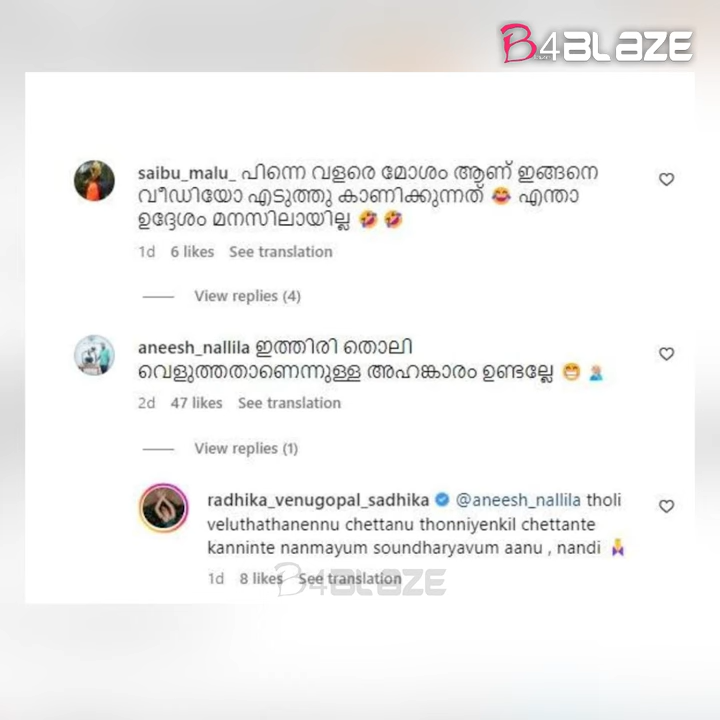 B4BLAZE
saibu_malu_ പിന്നെ വളരെ മോശം ആണ് ഇങ്ങനെ
വീഡിയോ എടുത്തു കാണിക്കുന്നത് 😂 എന്താ
ഉദ്ദേശം മനസിലായില്ല 🤣 🤣
1d 6 likes See translation
View replies (4)
aneesh_nallila ഇത്തിരി തൊലി
വെളുത്തതാണെന്നുള്ള അഹങ്കാരം ഉണ്ടല്ലേ 😁 🤦🏼‍♂️
2d 47 likes See translation
View replies (1)
radhika_venugopal_sadhika @aneesh_nallila tholi
veluthathanennu chettanu thonniyenkil chettante
kanninte nanmayum soundharyavum aanu , nandi 🙏
1d 8 likes See translation
B4BLAZE